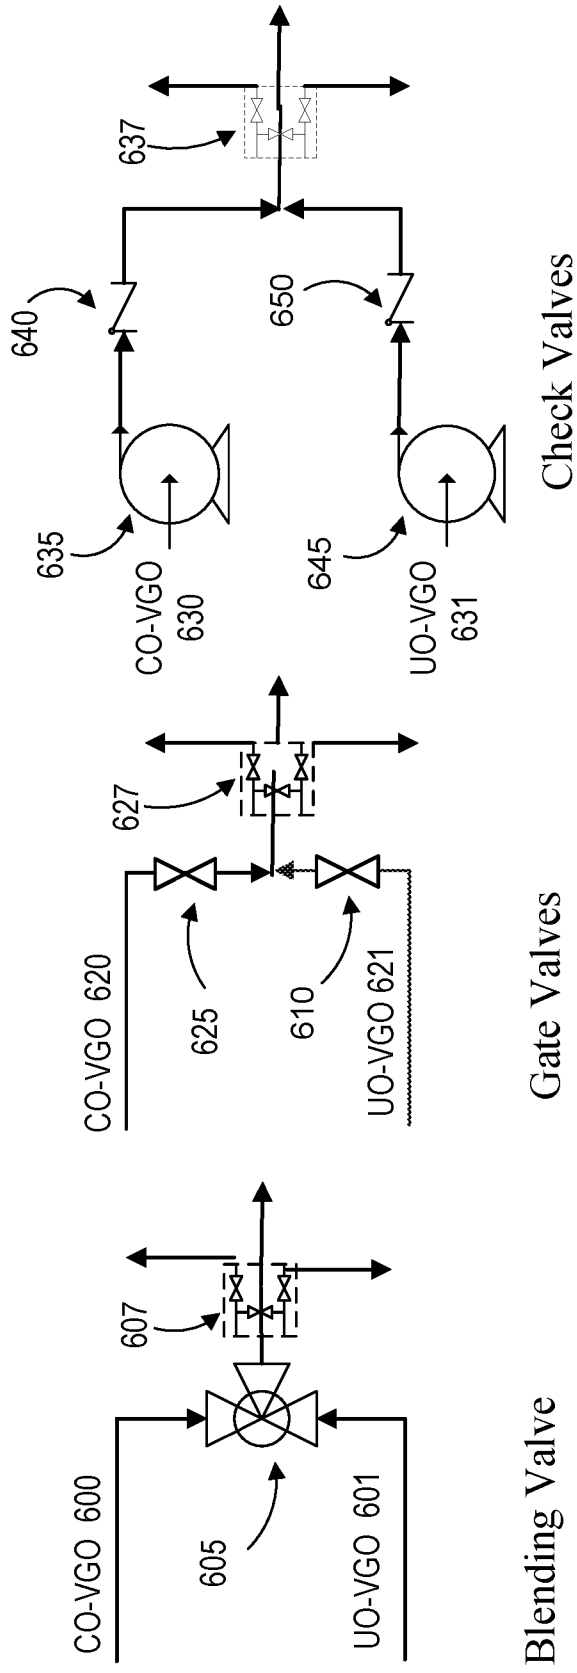 CO-VGO 600
607
605
UO-VGO 601
Blending Valve
CO-VGO 620
627
625
610
UO-VGO 621
Gate Valves
640
637
635
CO-VGO
630
650
645
UO-VGO
631
Check Valves